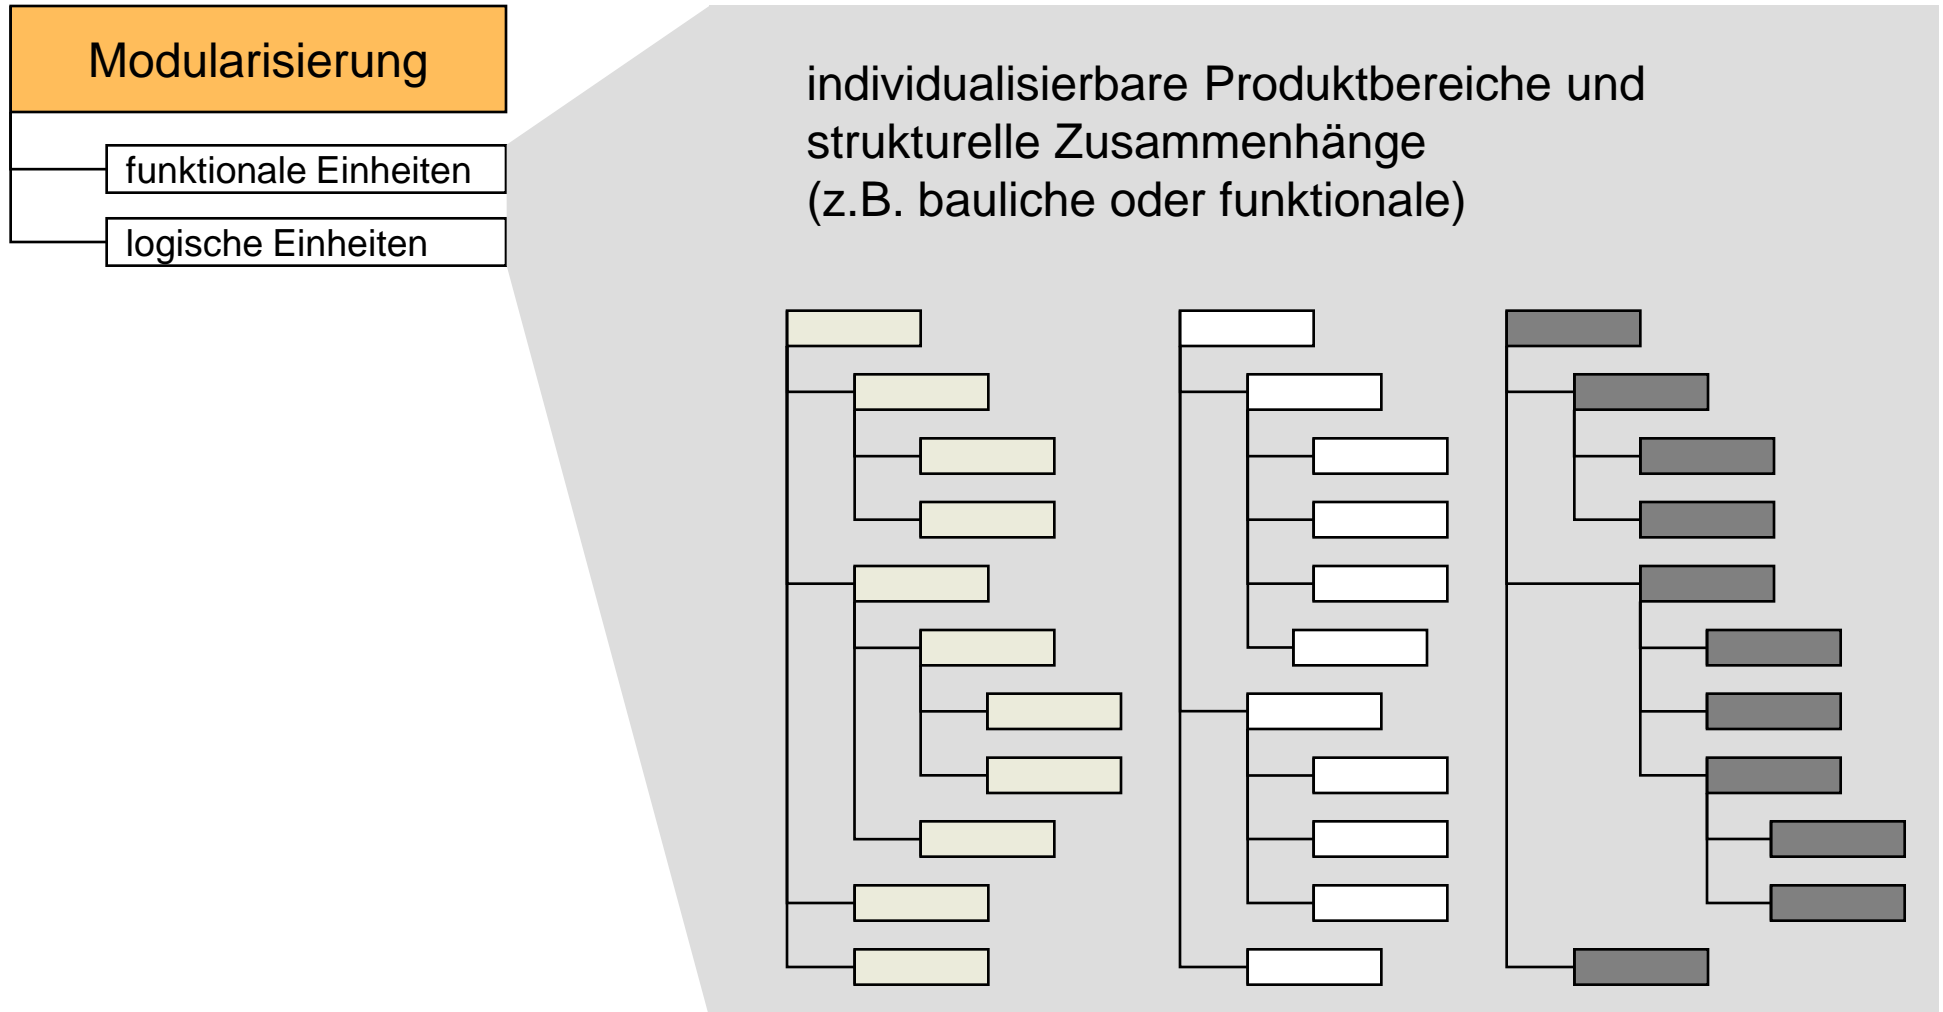 Modularisierung
funktionale Einheiten
logische Einheiten
individualisierbare Produktbereiche und
strukturelle Zusammenhänge
(z.B. bauliche oder funktionale)